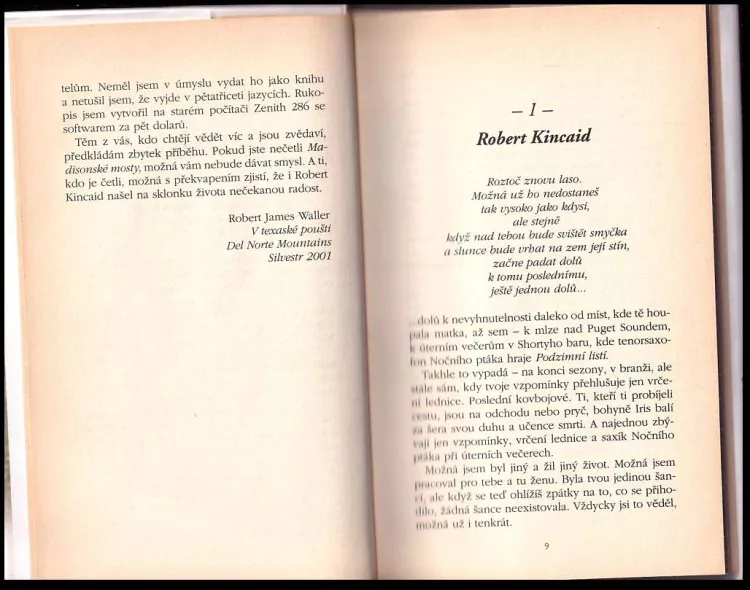 telům. Neměl jsem v úmyslu vydat ho jako knihu
a netušil jsem, že vyjde v pětatřiceti jazycích. Ruko-
pis jsem vytvořil na starém počítači Zenith 286 se
softwarem za pět dolarů.
Těm z vás, kdo chtějí vědět víc a jsou zvědaví,
předkládám zbytek příběhu. Pokud jste nečetli Ma-
disonské mosty, možná vám nebude dávat smysl. A ti,
kdo je četli, možná s překvapením zjistí, že i Robert
Kincaid našel na sklonku života nečekanou radost.
Robert James Waller
V texaské poušti
Del Norte Mountains
Silvestr 2001
– 1 –
Robert Kincaid
Roztoč znovu laso.
Možná už ho nedostaneš
tak vysoko jako kdysi,
ale stejně
když nad tebou bude svištět smyčka
a slunce bude vrhat na zem její stín,
začne padat dolů
k tomu poslednímu,
ještě jednou dolů...
...dolů k nevyhnutelnosti daleko od míst, kde tě hou-
pala matka, až sem – k mlze nad Puget Soundem,
k úterním večerům v Shortyho baru, kde tenorsaxo-
fon Nočního ptáka hraje Podzimní listí.
Takhle to vypadá – na konci sezony, v branži, ale
stále sám, kdy tvoje vzpomínky přehlušuje jen vrče-
ní lednice. Poslední kovbojové. Ti, kteří ti probíjeli
cestu, jsou na odchodu nebo pryč, bohyně Iris balí
za šera svou duhu a učence smrti. A najednou zbý-
vají jen vzpomínky, vrčení lednice a saxík Nočního
ptáka při úterních večerech.
Možná jsem byl jiný a žil jiný život. Možná jsem
pracoval pro tebe a tu ženu. Byla tvou jedinou šan-
cí, ale když se teď ohlížíš zpátky na to, co se přiho-
dilo, žádná šance neexistovala. Vždycky jsi to věděl,
možná už i tenkrát.
9